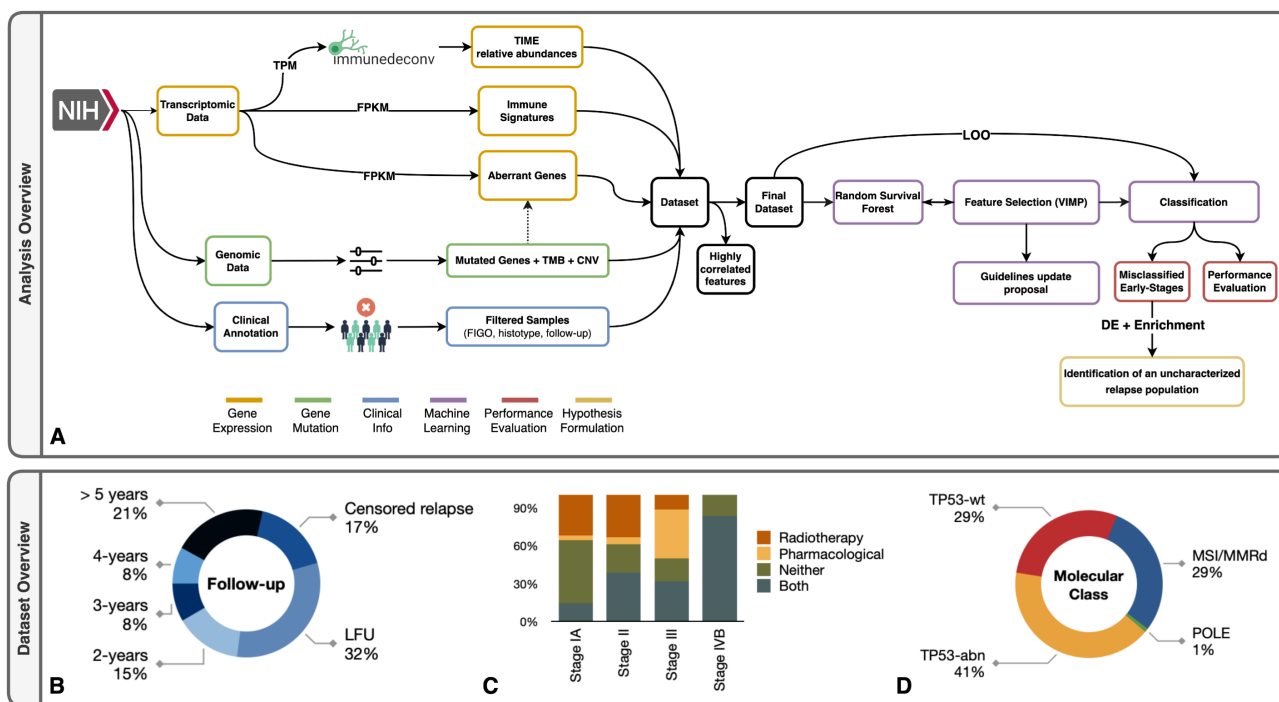 Analysis Overview
NIH
Transcriptomic
Data
TPM
immunedeconv
TIME
relative abundances
FPKM
Immune
Signatures
FPKM
Aberrant Genes
Genomic
Data
Mutated Genes + TMB + CNV
Clinical
Annotation
Filtered Samples
(FIGO, histotype, follow-up)
Dataset
Highly
correlated
features
Final
Dataset
LOO
Random Survival
Forest
Feature Selection (VIMP)
Classification
Guidelines update
proposal
Misclassified
Early-Stages
Performance
Evaluation
DE + Enrichment
Identification of an uncharacterized
relapse population
Gene
Expression
Gene
Mutation
Clinical
Info
Machine
Learning
Performance
Evaluation
Hypothesis
Formulation
A
Dataset Overview
> 5 years
21%
Censored relapse
17%
4-years
8%
Follow-up
3-years
8%
LFU
32%
2-years
15%
B
90%
60%
30%
0%
Stage IA
Stage II
Stage III
Stage IVB
Radiotherapy
Pharmacological
Neither
Both
C
TP53-wt
29%
MSI/MMRd
29%
Molecular
Class
POLE
1%
TP53-abn
41%
D